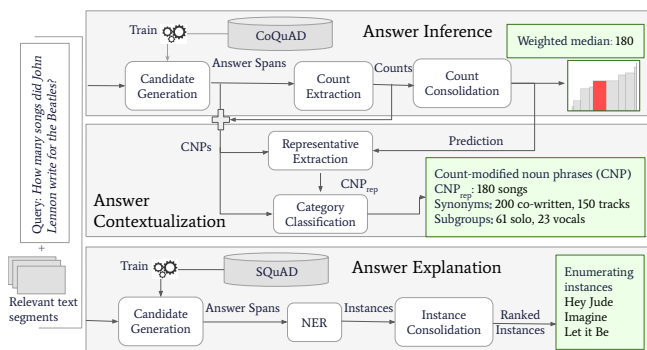 Query: How many songs did John
Lennon write for the Beatles?
+
Relevant text
segments
Answer Inference
Train
CoQuAD
Weighted median: 180
Candidate
Generation
Answer Spans
Count
Extraction
Counts
Count
Consolidation
CNPs
Representative
Extraction
Prediction
CNPrep
Category
Classification
Answer
Contextualization
Count-modified noun phrases (CNP)
CNPrep: 180 songs
Synonyms: 200 co-written, 150 tracks
Subgroups: 61 solo, 23 vocals
Answer Explanation
Train
SQuAD
Candidate
Generation
Answer Spans
NER
Instances
Instance
Consolidation
Ranked
Instances
Enumerating
instances
Hey Jude
Imagine
Let it Be